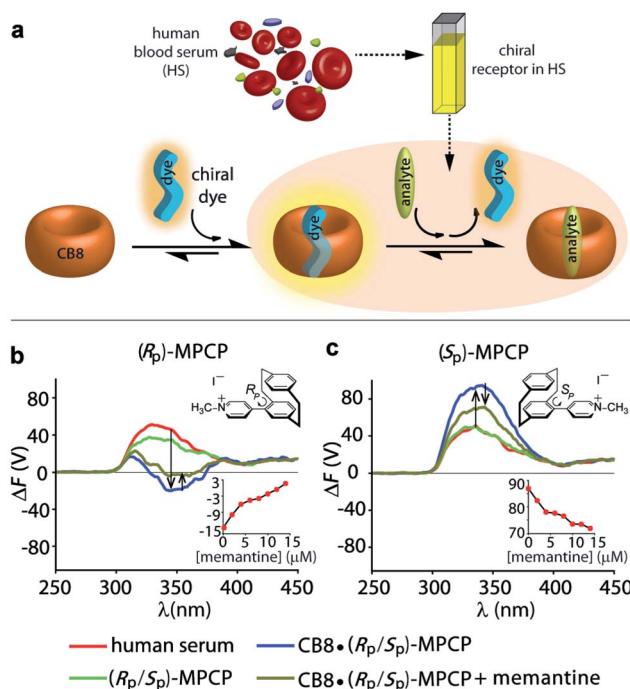 a
human
blood serum
(HS)
chiral
receptor in HS
dye
chiral
dye
analyte
dye
CB8
dye
analyte
b
(Rp)-MPCP
c
(Sp)-MPCP
80
40
0
-40
-80
ΔF (V)
250 300 350 400 450
λ(nm)
I−
Rp
H3C-N+
3
-3
-9
-15
0 5 10 15
[memantine] (μM)
80
40
0
-40
-80
ΔF (V)
250 300 350 400 450
λ (nm)
I−
Sp
N+-CH3
90
80
70
0 5 10 15
[memantine] (μM)
human serum
CB8•(Rp/Sp)-MPCP
(Rp/Sp)-MPCP
CB8•(Rp/Sp)-MPCP+ memantine